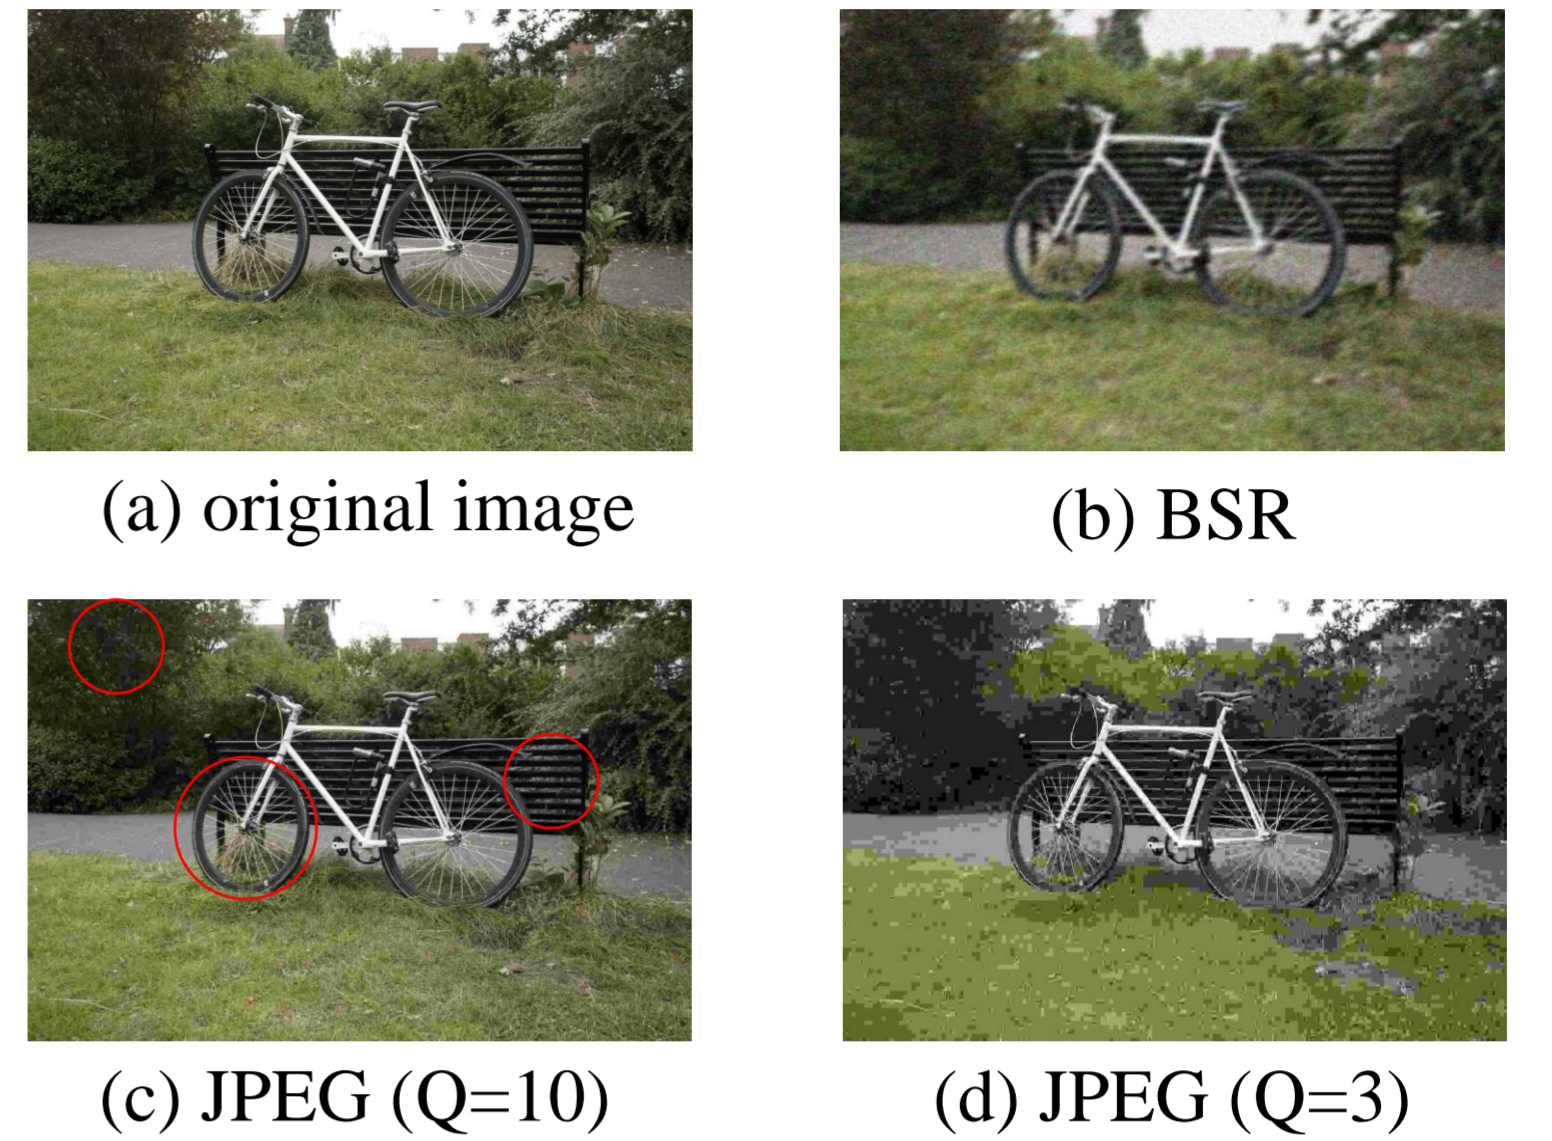 (a) original image
(b) BSR
(c) JPEG (Q=10)
(d) JPEG (Q=3)